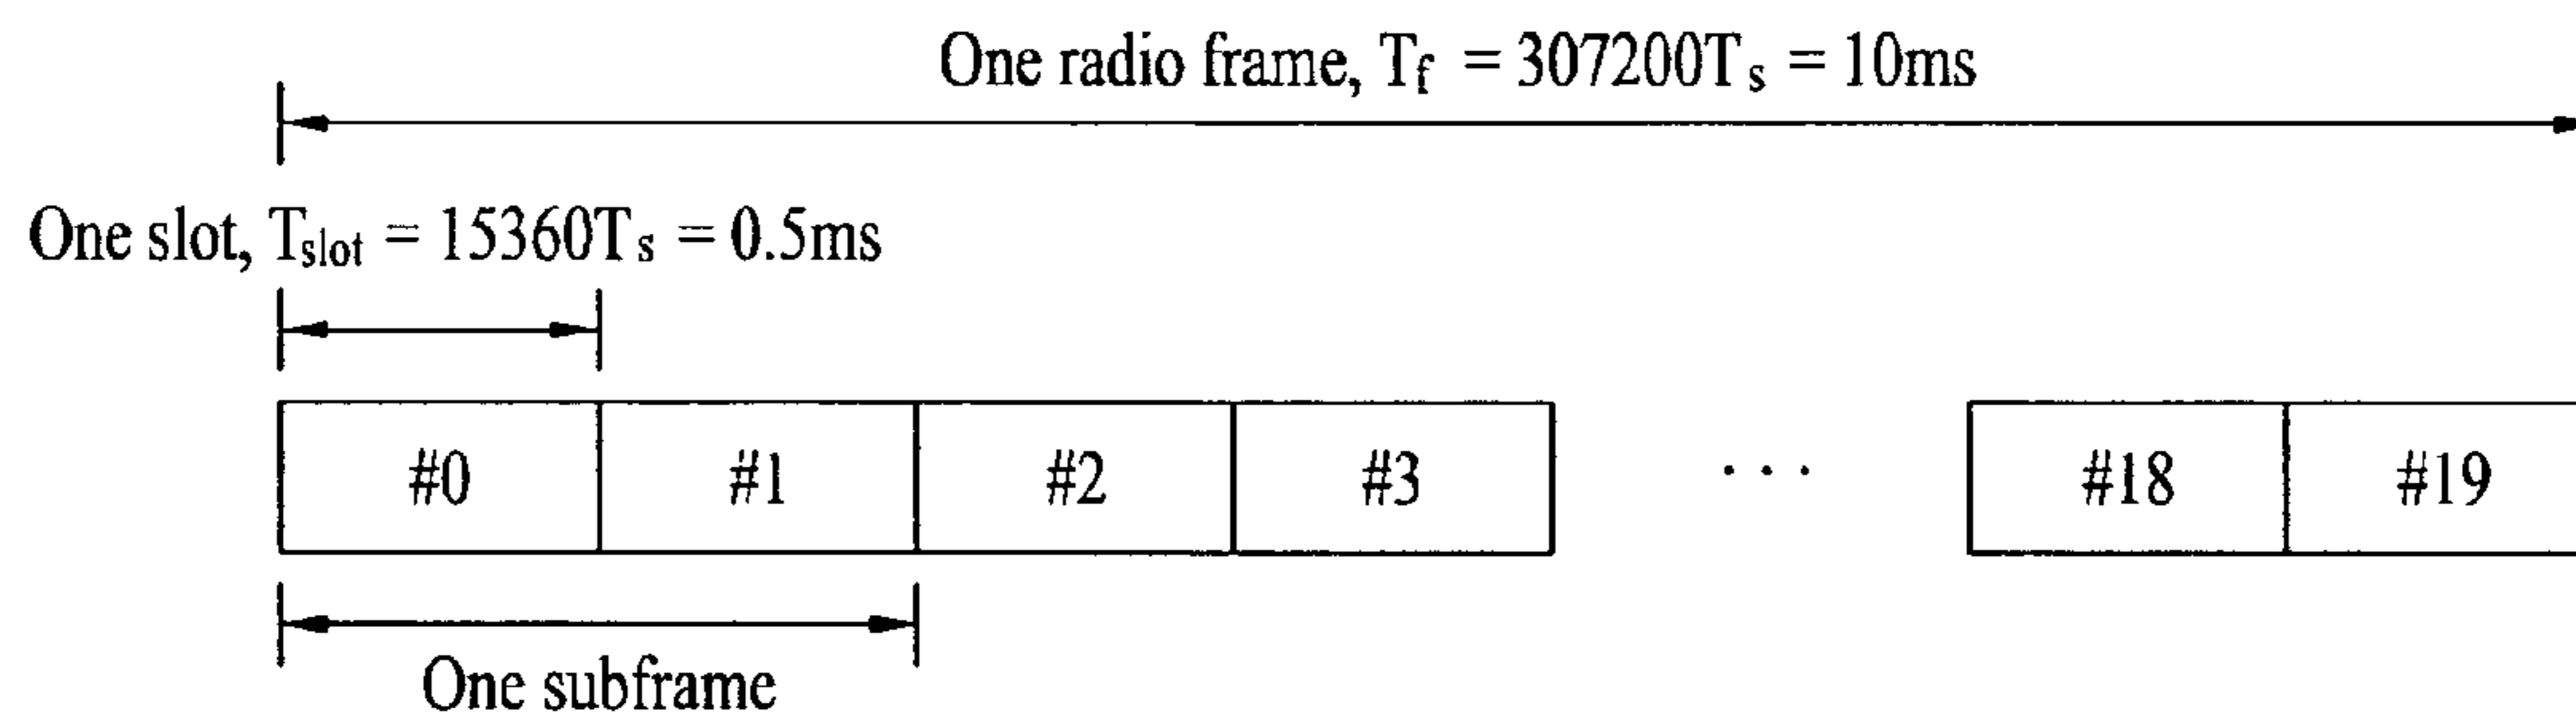 One radio frame, Tf = 307200Ts = 10ms
One slot, Tslot = 15360Ts = 0.5ms
#0 #1 #2 #3 · · · #18 #19
One subframe